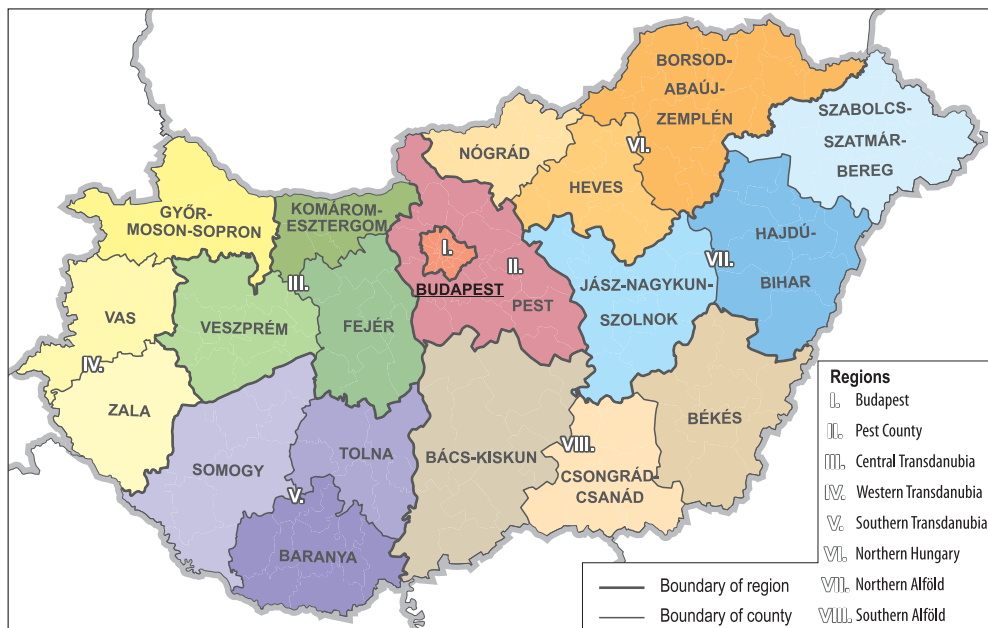 BORSOD-
ABAÚJ-
ZEMPLÉN
SZABOLCS-
SZATMÁR-
BEREG
NÓGRÁD
VI.
HEVES
GYŐR-
MOSON-SOPRON
KOMÁROM-
ESZTERGOM
I.
II.
BUDAPEST
PEST
HAJDÚ-
BIHAR
VII.
JÁSZ-NAGYKUN-
SZOLNOK
III.
VAS
VESZPRÉM
FEJÉR
IV.
ZALA
SOMOGY
TOLNA
V.
BARANYA
BÁCS-KISKUN
VIII.
CSONGRÁD-
CSANÁD
BÉKÉS
Regions
I. Budapest
II. Pest County
III. Central Transdanubia
IV. Western Transdanubia
V. Southern Transdanubia
VI. Northern Hungary
VII. Northern Alföld
VIII. Southern Alföld
Boundary of region
Boundary of county